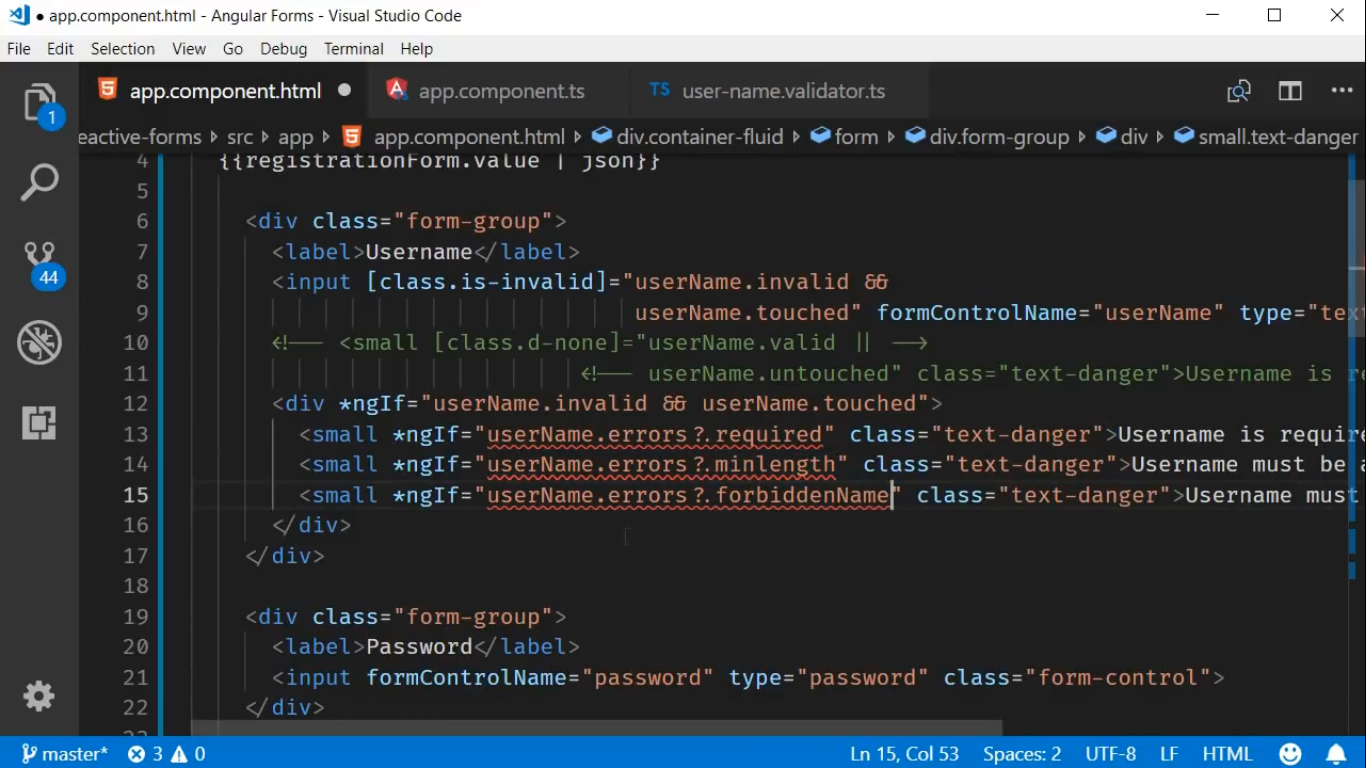 ● app.component.html - Angular Forms - Visual Studio Code
File Edit Selection View Go Debug Terminal Help
app.component.html ● app.component.ts TS user-name.validator.ts
1
eactive-forms src app app.component.html div.container-fluid form div.form-group div small.text-danger
4 {{registrationForm.value | json}}
5
6 <div class="form-group">
7 <label>Username</label>
8 <input [class.is-invalid]="userName.invalid &&
9 userName.touched" formControlName="userName" type="tex
10 <!-- <small [class.d-none]="userName.valid || -->
11 <!-- userName.untouched" class="text-danger">Username is re
12 <div *ngIf="userName.invalid && userName.touched">
13 <small *ngIf="userName.errors?.required" class="text-danger">Username is require
14 <small *ngIf="userName.errors?.minlength" class="text-danger">Username must be a
15 <small *ngIf="userName.errors?.forbiddenName" class="text-danger">Username must
16 </div>
17 </div>
18
19 <div class="form-group">
20 <label>Password</label>
21 <input formControlName="password" type="password" class="form-control">
22 </div>
44
master* 3 0 Ln 15, Col 53 Spaces: 2 UTF-8 LF HTML